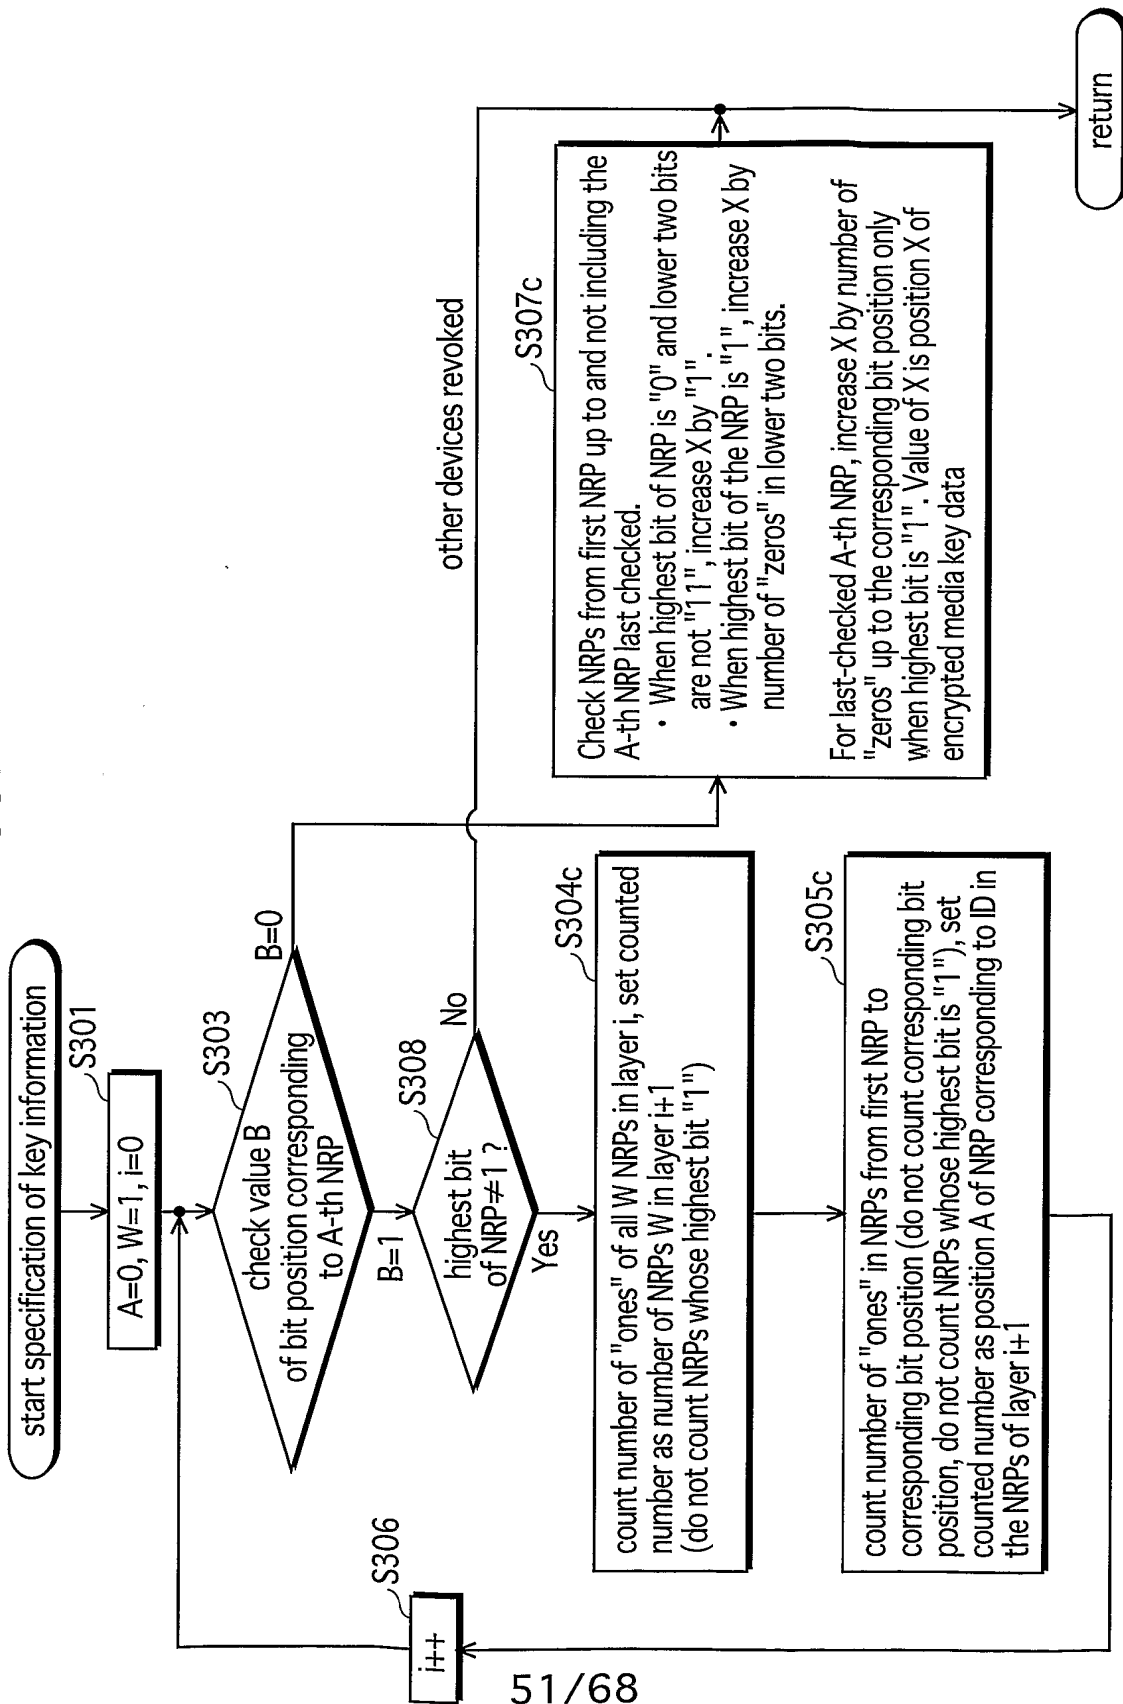 start specification of key information
S301
A=0, W=1, i=0
S303
check value B
of bit position corresponding
to A-th NRP
B=0
B=1
S308
highest bit
of NRP≠1 ?
No
Yes
other devices revoked
S304c
count number of "ones" of all W NRPs in layer i, set counted
number as number of NRPs W in layer i+1
(do not count NRPs whose highest bit "1")
S305c
count number of "ones" in NRPs from first NRP to
corresponding bit position (do not count corresponding bit
position, do not count NRPs whose highest bit is "1"), set
counted number as position A of NRP corresponding to ID in
the NRPs of layer i+1
S306
i++
S307c
Check NRPs from first NRP up to and not including the
A-th NRP last checked.
・When highest bit of NRP is "0" and lower two bits
are not "11", increase X by "1".
・When highest bit of the NRP is "1", increase X by
number of "zeros" in lower two bits.
For last-checked A-th NRP, increase X by number of
"zeros" up to the corresponding bit position only
when highest bit is "1". Value of X is position X of
encrypted media key data
return
51/68